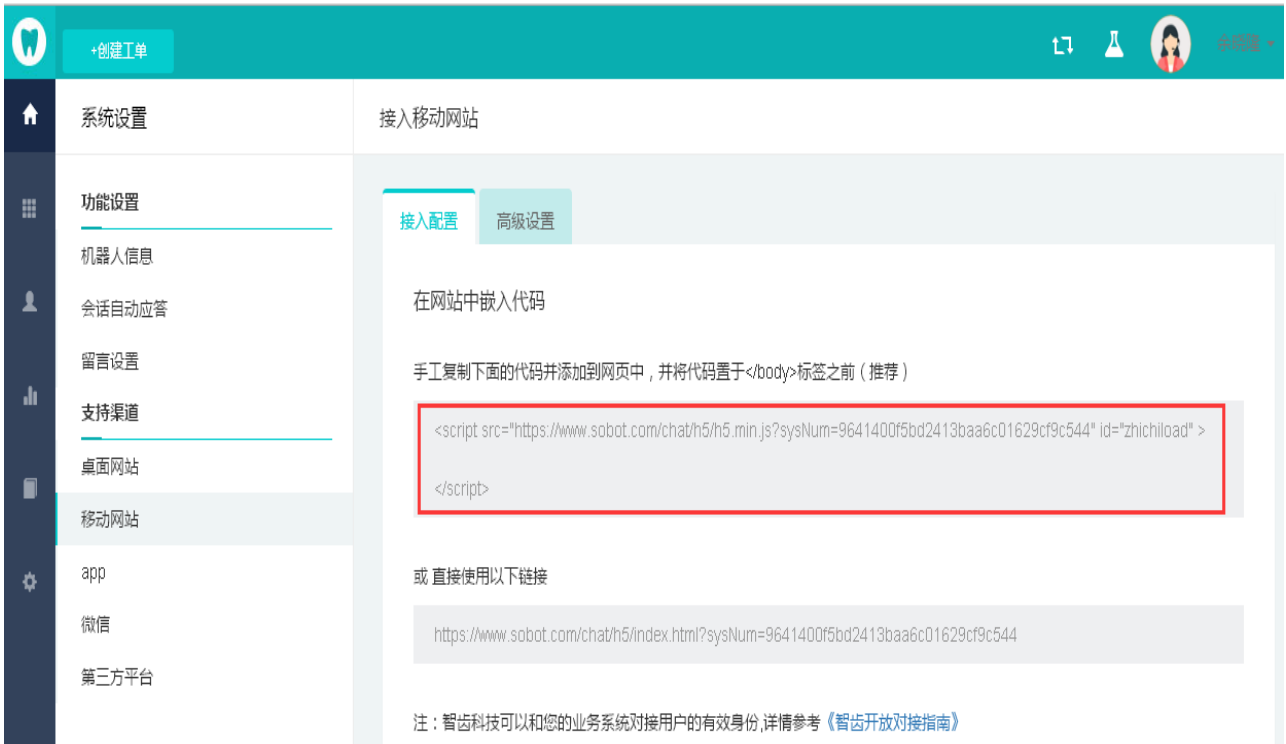 +创建工单
系统设置
接入移动网站
功能设置
机器人信息
会话自动应答
留言设置
支持渠道
桌面网站
移动网站
app
微信
第三方平台
接入配置
高级设置
在网站中嵌入代码
手工复制下面的代码并添加到网页中，并将代码置于</body>标签之前（推荐）
<script src="https://www.sobot.com/chat/h5/h5.min.js?sysNum=9641400f5bd2413baa6c01629cf9c544" id="zhichiload" >
</script>
或 直接使用以下链接
https://www.sobot.com/chat/h5/index.html?sysNum=9641400f5bd2413baa6c01629cf9c544
注：智齿科技可以和您的业务系统对接用户的有效身份,详情参考《智齿开放对接指南》